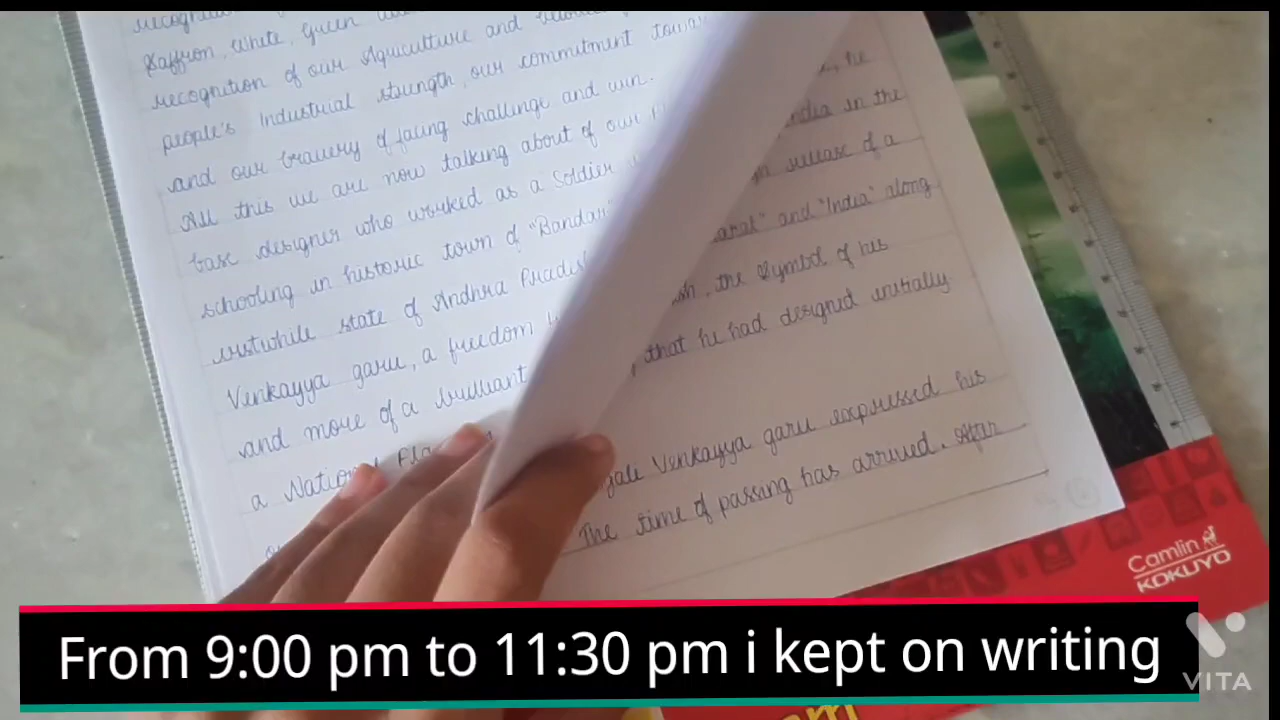 Saffron, White, Green
recognition of our Agriculture and
people's Industrial strength, our commitment
and our bravery of facing challenge and win.
All this we are now talking about of our
base designer who worked as a Soldier
schooling in historic town of "Bandar"
erstwhile state of Andhra
Venkayya garu, a freedom
and more of a brilliant
a National
he
India in the
release of a
and "India" along
the Symbol of his
that he had designed initially
Venkayya garu expressed his
The time of passing has arrived. After
Camlin
KOKUYO
From 9:00 pm to 11:30 pm i kept on writing
VITA